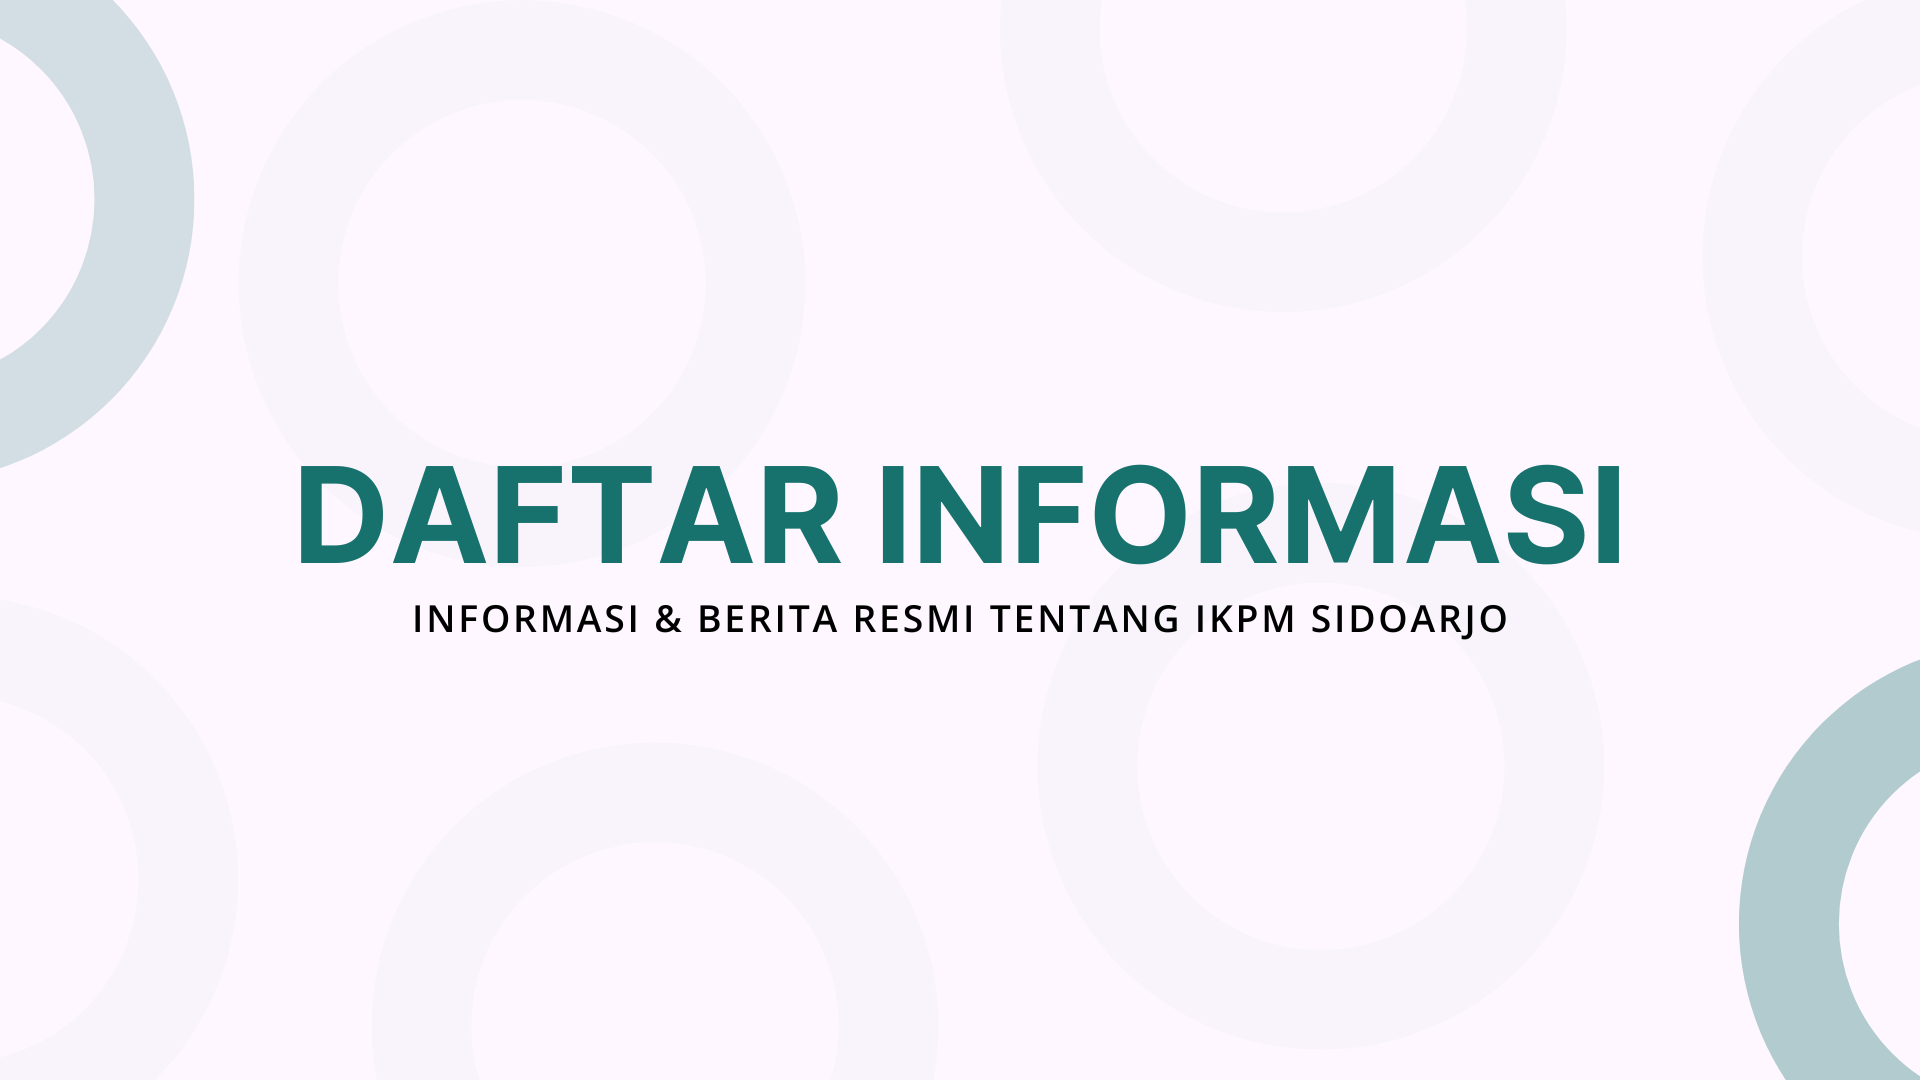 DAFTAR INFORMASI
INFORMASI & BERITA RESMI TENTANG IKPM SIDOARJO